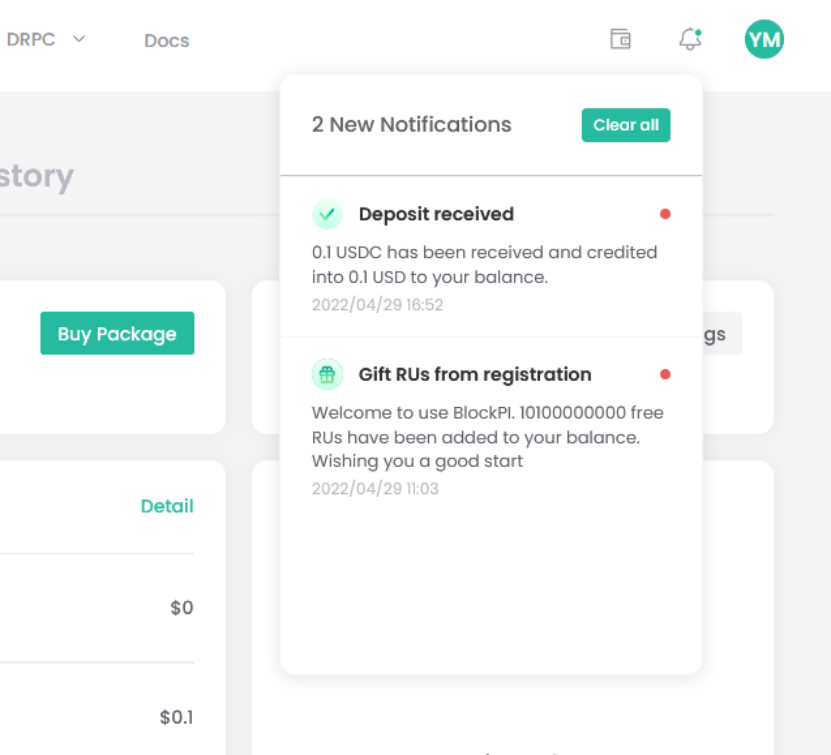 DRPC
Docs
YM
2 New Notifications
Clear all
story
Deposit received
0.1 USDC has been received and credited
into 0.1 USD to your balance.
2022/04/29 16:52
Buy Package
gs
Gift RUs from registration
Welcome to use BlockPI. 10100000000 free
RUs have been added to your balance.
Wishing you a good start
2022/04/29 11:03
Detail
$0
$0.1